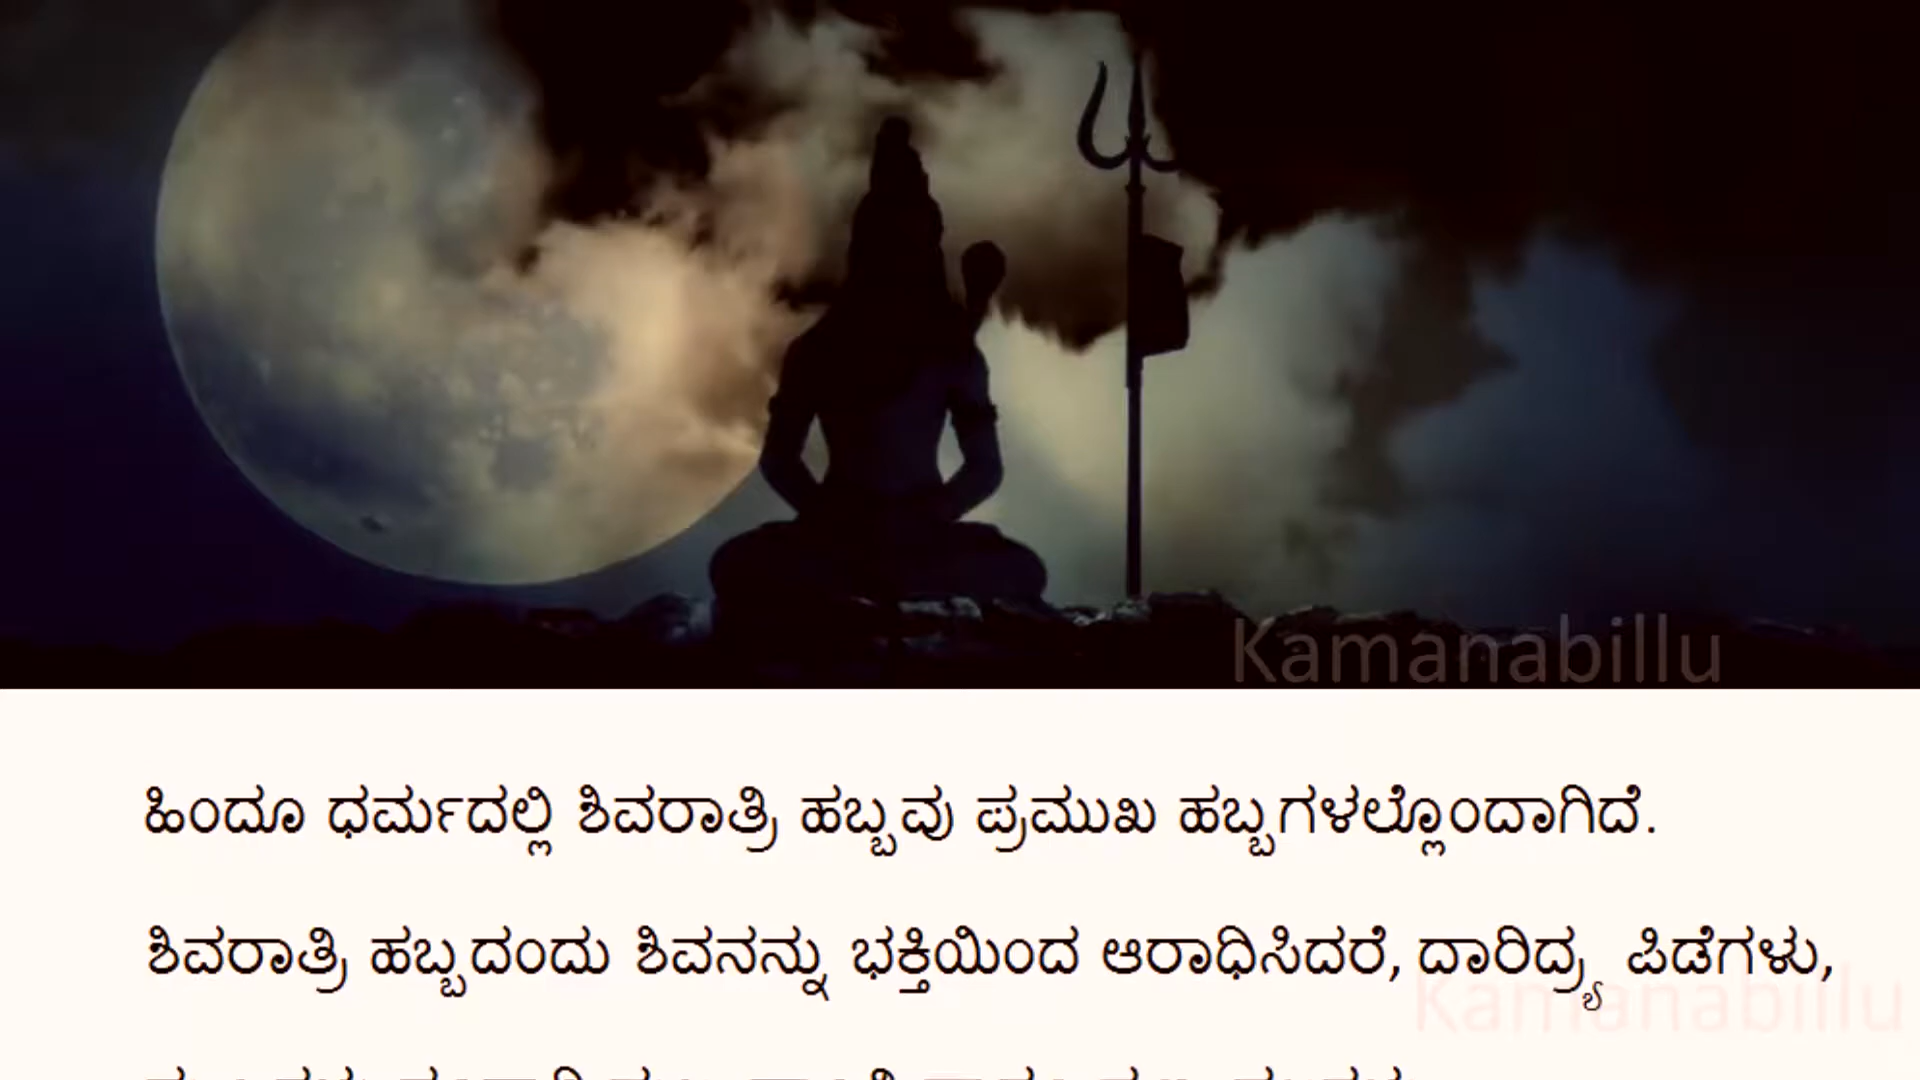 Kamanabillu
ಹಿಂದೂ ಧರ್ಮದಲ್ಲಿ ಶಿವರಾತ್ರಿ ಹಬ್ಬವು ಪ್ರಮುಖ ಹಬ್ಬಗಳಲ್ಲೊಂದಾಗಿದೆ.
ಶಿವರಾತ್ರಿ ಹಬ್ಬದಂದು ಶಿವನನ್ನು ಭಕ್ತಿಯಿಂದ ಆರಾಧಿಸಿದರೆ, ದಾರಿದ್ರ್ಯ ಪಿಡೆಗಳು,
Kamanabillu